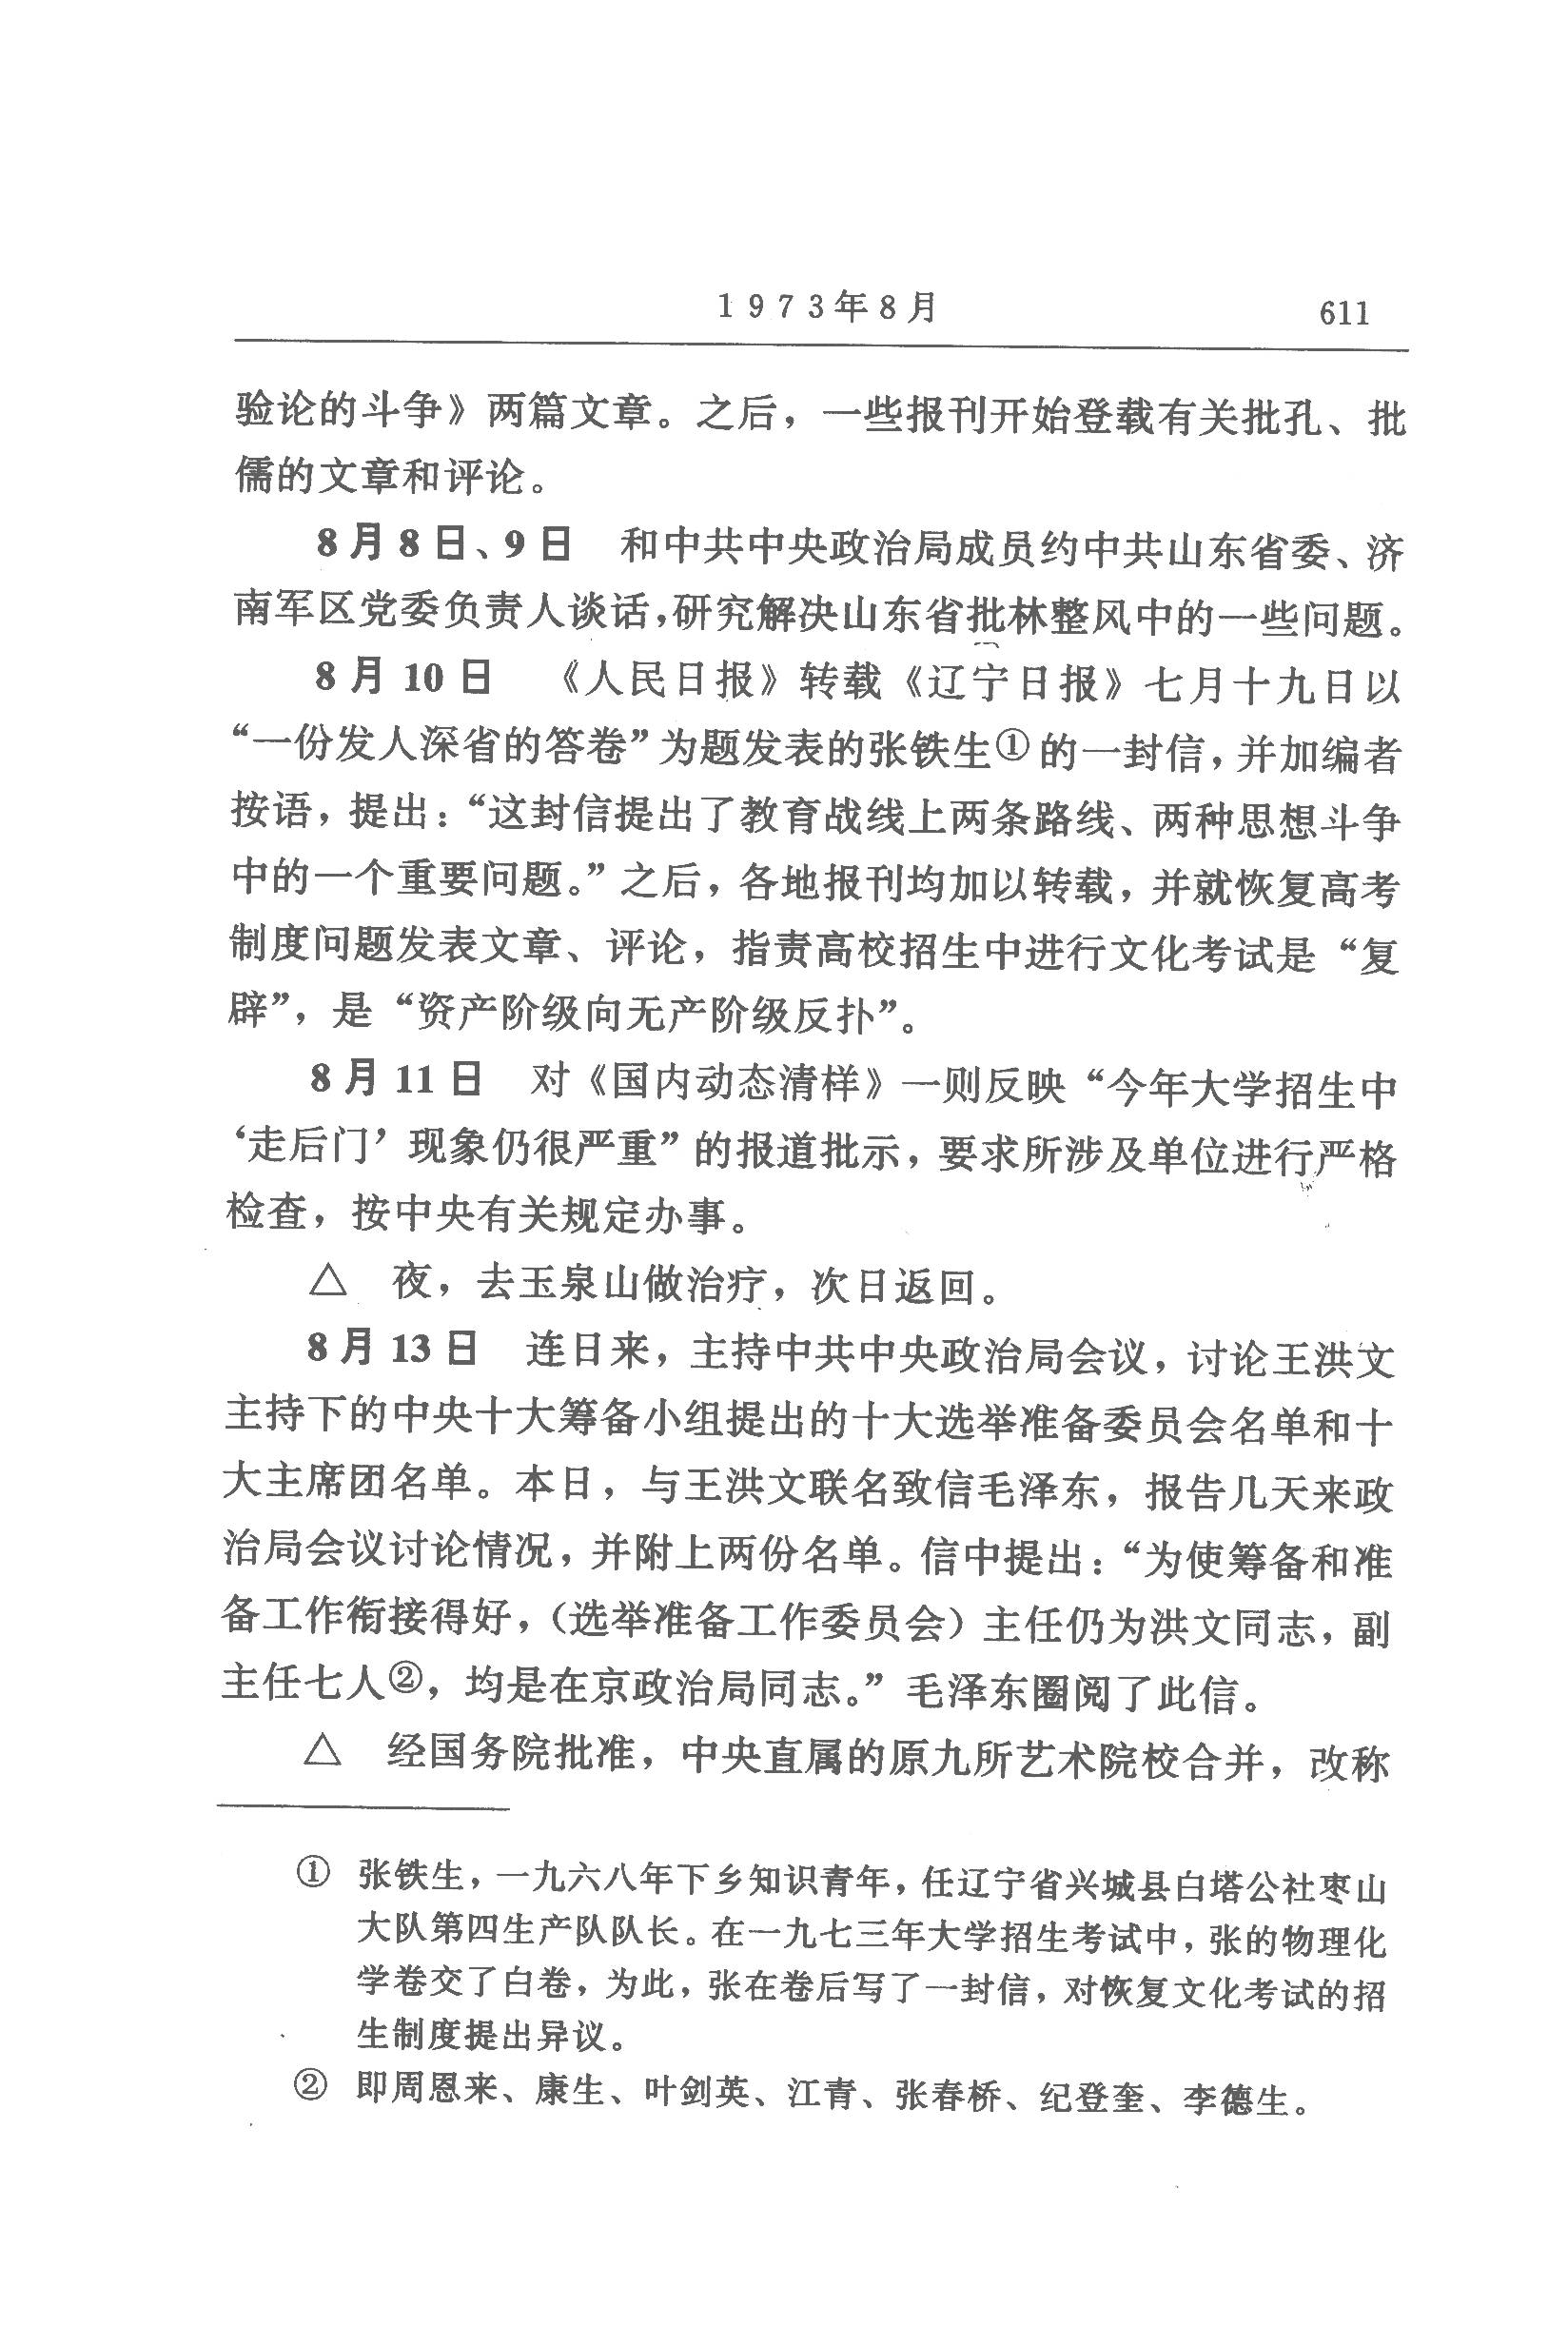 1973年8月 611
验论的斗争》两篇文章。之后，一些报刊开始登载有关批孔、批
儒的文章和评论。
8月8日、9日 和中共中央政治局成员约中共山东省委、济
南军区党委负责人谈话，研究解决山东省批林整风中的一些问题。
8月10日 《人民日报》转载《辽宁日报》七月十九日以
“一份发人深省的答卷”为题发表的张铁生①的一封信，并加编者
按语，提出：“这封信提出了教育战线上两条路线、两种思想斗争
中的一个重要问题。”之后，各地报刊均加以转载，并就恢复高考
制度问题发表文章、评论，指责高校招生中进行文化考试是“复
辟”，是“资产阶级向无产阶级反扑”。
8月11日 对《国内动态清样》一则反映“今年大学招生中
‘走后门’现象仍很严重”的报道批示，要求所涉及单位进行严格
检查，按中央有关规定办事。
△ 夜，去玉泉山做治疗，次日返回。
8月13日 连日来，主持中共中央政治局会议，讨论王洪文
主持下的中央十大筹备小组提出的十大选举准备委员会名单和十
大主席团名单。本日，与王洪文联名致信毛泽东，报告几天来政
治局会议讨论情况，并附上两份名单。信中提出：“为使筹备和准
备工作衔接得好，（选举准备工作委员会）主任仍为洪文同志，副
主任七人②，均是在京政治局同志。”毛泽东圈阅了此信。
△ 经国务院批准，中央直属的原九所艺术院校合并，改称
① 张铁生，一九六八年下乡知识青年，任辽宁省兴城县白塔公社枣山
大队第四生产队队长。在一九七三年大学招生考试中，张的物理化
学卷交了白卷，为此，张在卷后写了一封信，对恢复文化考试的招
生制度提出异议。
② 即周恩来、康生、叶剑英、江青、张春桥、纪登奎、李德生。